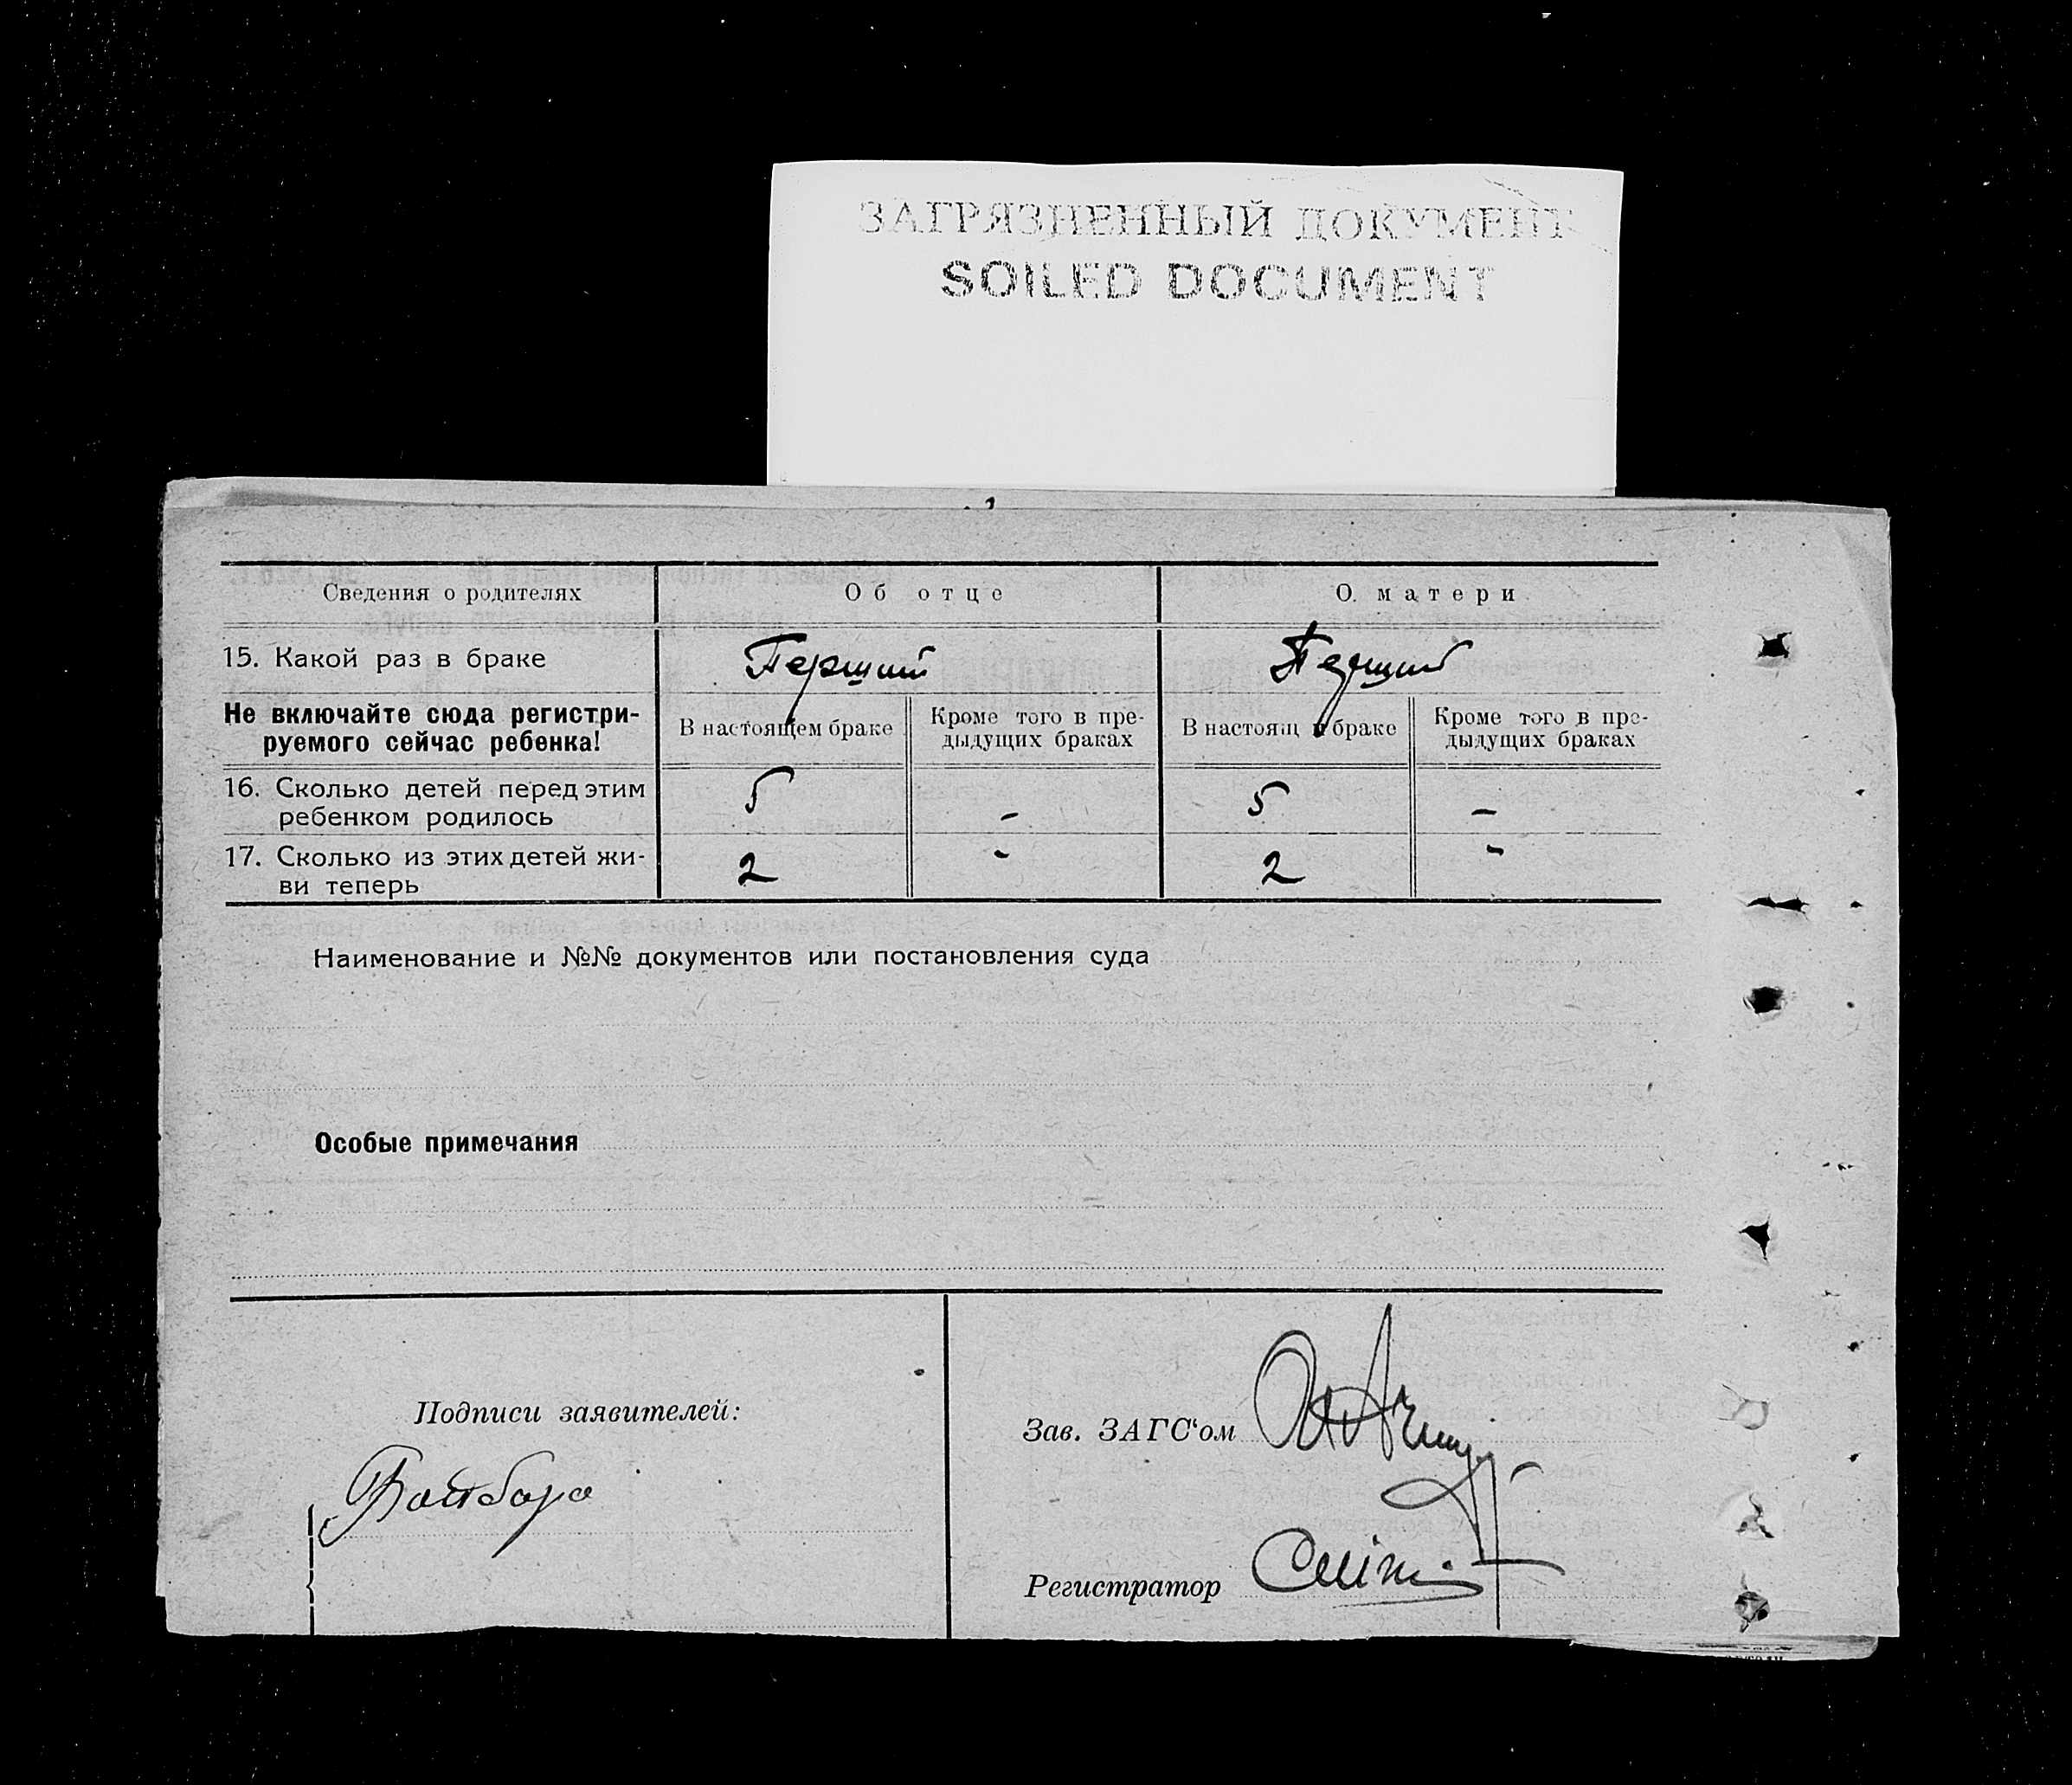 ЗАГРЯЗНЕННЫЙ ДОКУМЕНТ
SOILED DOCUMENT
Сведения о родителях Об отце О матери
15. Какой раз в браке Перший Перший
Не включайте сюда регистри-
руемого сейчас ребенка!
В настоящем браке Кроме того в пре-
дыдущих браках
В настоящ браке Кроме того в пре-
дыдущих браках
16. Сколько детей перед этим
ребенком родилось 5 - 5 -
17. Сколько из этих детей жи-
ви теперь 2 - 2 -
Наименование и №№ документов или постановления суда
Особые примечания
Подписи заявителей:
Зав. ЗАГС'ом
Регистратор